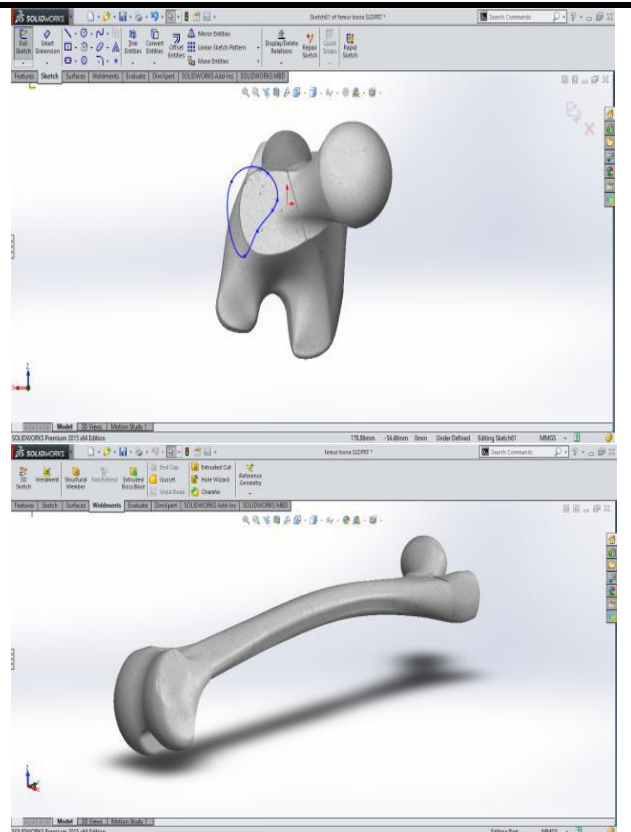 SOLIDWORKS
Sketch01 of femur bone.SLDPRT *
Search Commands
Exit Sketch
Smart Dimension
Trim Entities
Convert Entities
Offset Entities
Mirror Entities
Linear Sketch Pattern
Move Entities
Display/Delete Relations
Repair Sketch
Quick Snaps
Rapid Sketch
Features Sketch Surfaces Weldments Evaluate DimXpert SOLIDWORKS Add-Ins SOLIDWORKS MBD
Model 3D Views Motion Study 1
SOLIDWORKS Premium 2015 x64 Edition
0mm Under Defined Editing Sketch01 MMGS
SOLIDWORKS
femur bone.SLDPRT *
Search Commands
3D Sketch
Weldment
Structural Member
Trim/Extend
Extruded Boss/Base
End Cap
Gusset
Weld Bead
Extruded Cut
Hole Wizard
Chamfer
Reference Geometry
Features Sketch Surfaces Weldments Evaluate DimXpert SOLIDWORKS Add-Ins SOLIDWORKS MBD
Model 3D Views Motion Study 1
SOLIDWORKS Premium 2015 x64 Edition
Editing Part MMGS